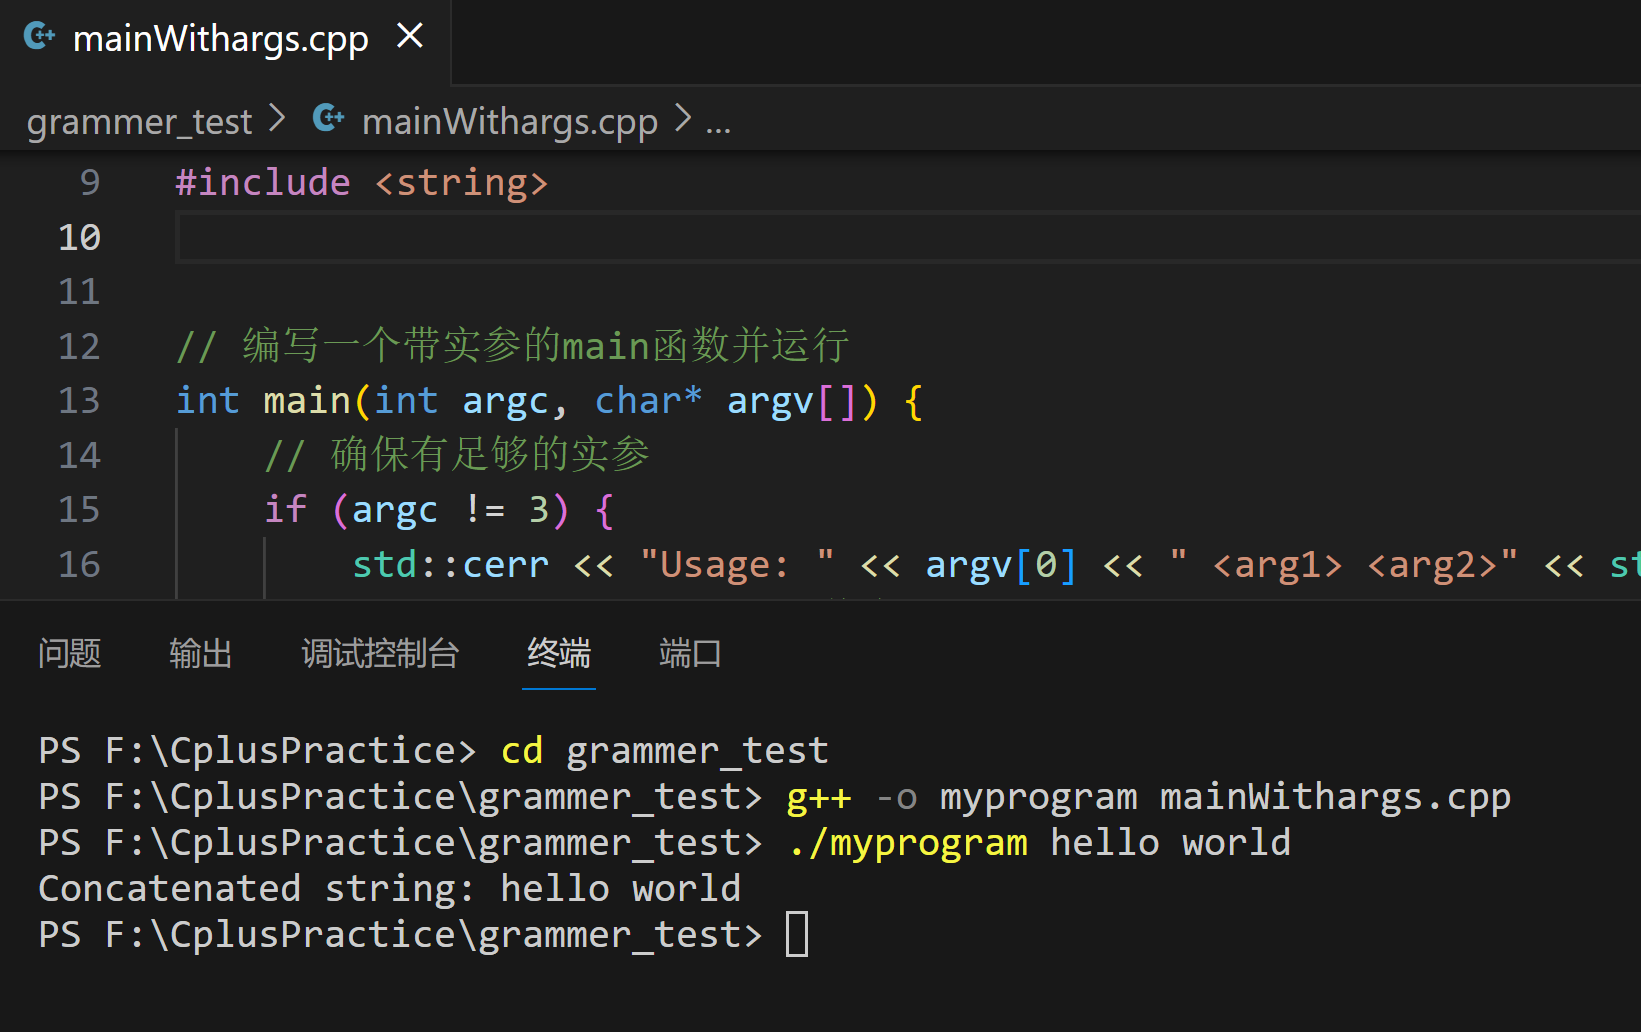 mainWithargs.cpp
grammer_test > mainWithargs.cpp > ...
9 #include <string>
10
11
12 // 编写一个带实参的main函数并运行
13 int main(int argc, char* argv[]) {
14 // 确保有足够的实参
15 if (argc != 3) {
16 std::cerr << "Usage: " << argv[0] << " <arg1> <arg2>" << st
问题 输出 调试控制台 终端 端口
PS F:\CplusPractice> cd grammer_test
PS F:\CplusPractice\grammer_test> g++ -o myprogram mainWithargs.cpp
PS F:\CplusPractice\grammer_test> ./myprogram hello world
Concatenated string: hello world
PS F:\CplusPractice\grammer_test>